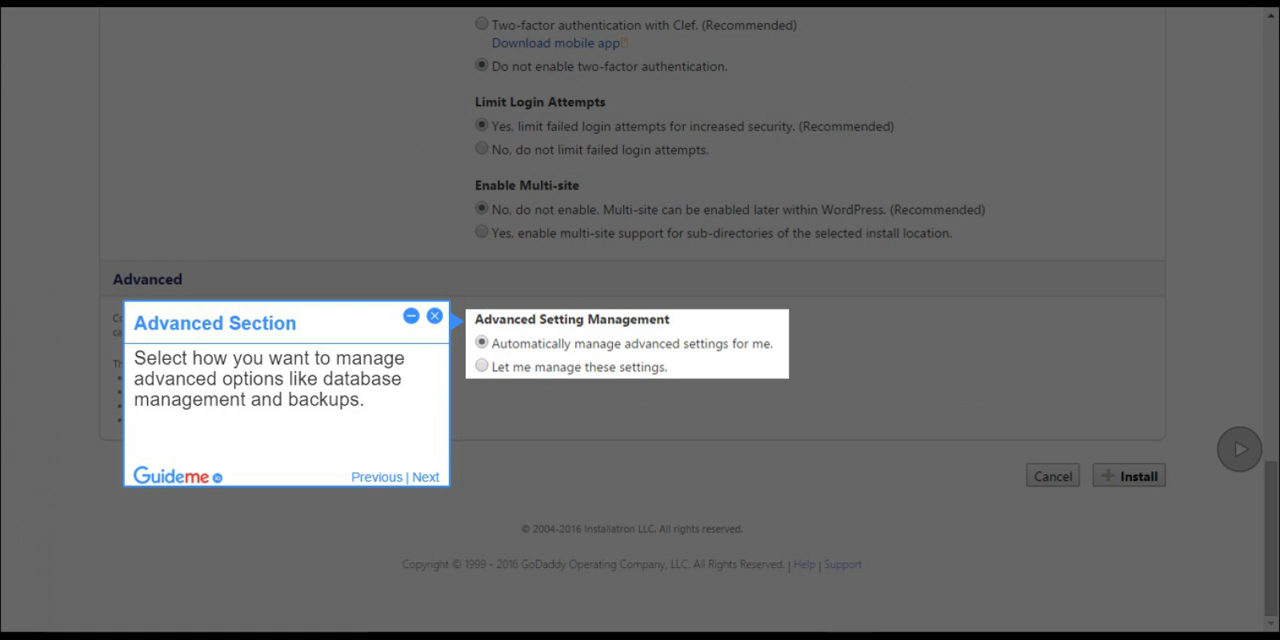 Two-factor authentication with Clef. (Recommended)
Download mobile app
Do not enable two-factor authentication.
Limit Login Attempts
Yes, limit failed login attempts for increased security. (Recommended)
No, do not limit failed login attempts.
Enable Multi-site
No, do not enable. Multi-site can be enabled later within WordPress. (Recommended)
Yes, enable multi-site support for sub-directories of the selected install location.
Advanced
Advanced Section
Select how you want to manage
advanced options like database
management and backups.
Guideme
Previous | Next
Advanced Setting Management
Automatically manage advanced settings for me.
Let me manage these settings.
Cancel
Install
© 2004-2016 Installatron LLC. All rights reserved.
Copyright © 1999 - 2016 GoDaddy Operating Company, LLC. All Rights Reserved. | Help | Support